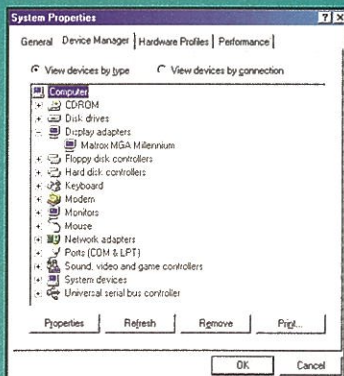 System Properties
General Device Manager Hardware Profiles Performance
View devices by type View devices by connection
Computer
CDROM
Disk drives
Display adapters
Matrox MGA Millennium
Floppy disk controllers
Hard disk controllers
Keyboard
Modem
Monitors
Mouse
Network adapters
Ports (COM & LPT)
Sound, video and game controllers
System devices
Universal serial bus controller
Properties Refresh Remove Print...
OK Cancel